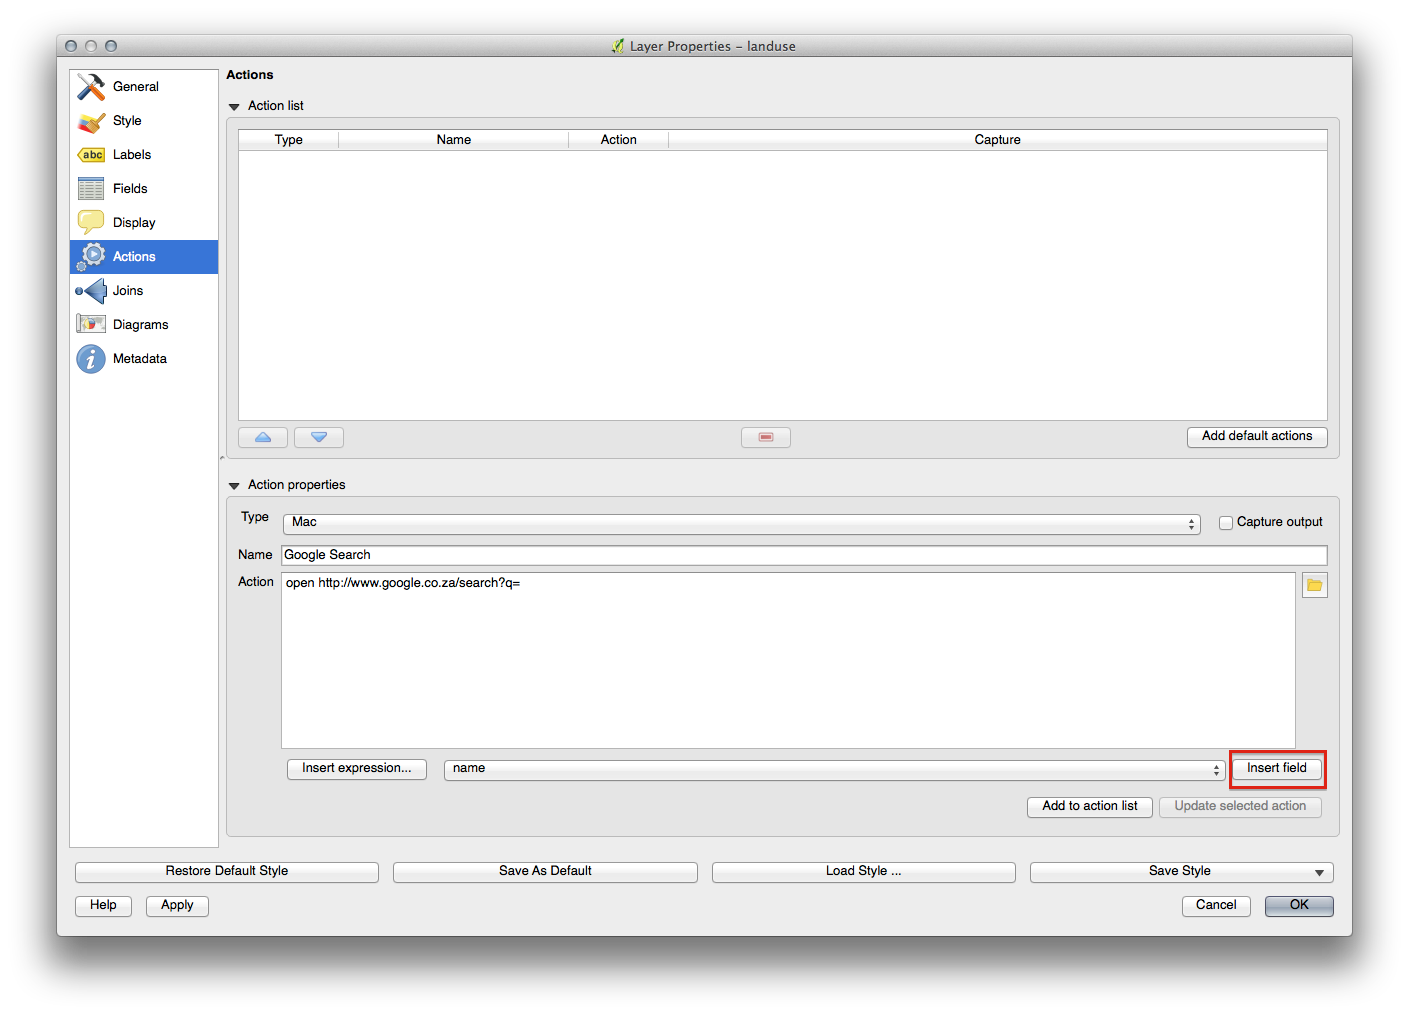 Layer Properties – landuse
General
Style
abc
Labels
Fields
Display
Actions
Joins
Diagrams
i
Metadata
Actions
Action list
Type Name Action Capture
Add default actions
Action properties
Type Mac Capture output
Name Google Search
Action open http://www.google.co.za/search?q=
Insert expression... name Insert field
Add to action list Update selected action
Restore Default Style Save As Default Load Style ... Save Style
Help Apply Cancel OK